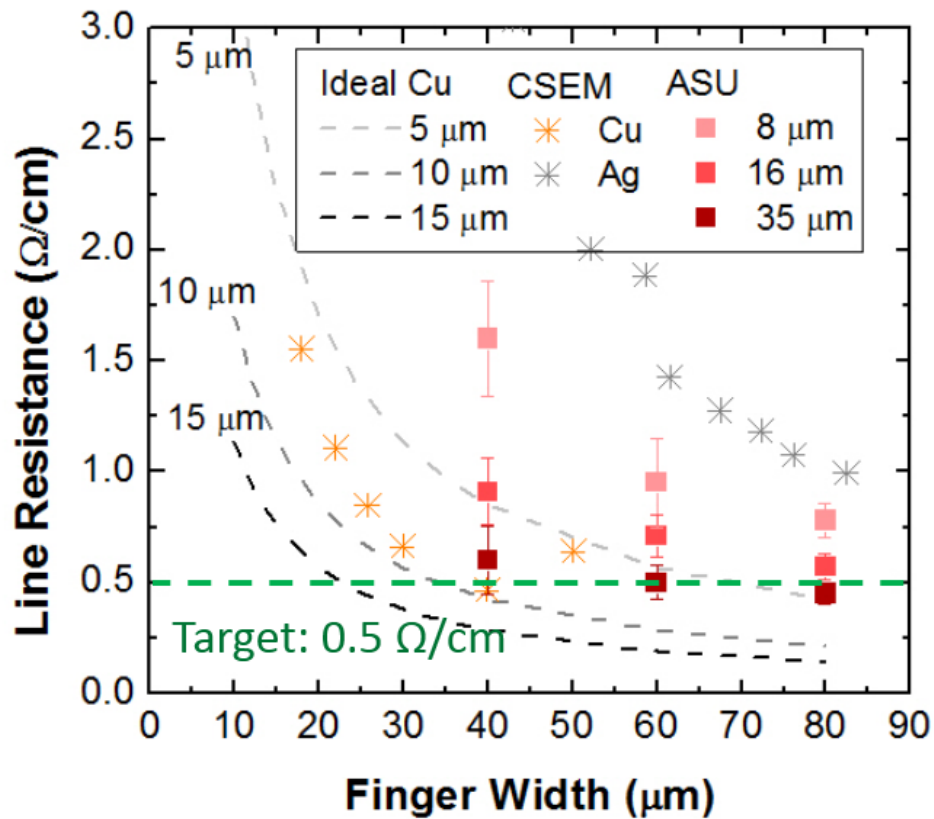 3.0
2.5
2.0
1.5
1.0
0.5
0.0
Line Resistance (Ω/cm)
5 μm
10 μm
15 μm
Ideal Cu CSEM ASU
5 μm Cu 8 μm
10 μm Ag 16 μm
15 μm 35 μm
Target: 0.5 Ω/cm
0 10 20 30 40 50 60 70 80 90
Finger Width (μm)